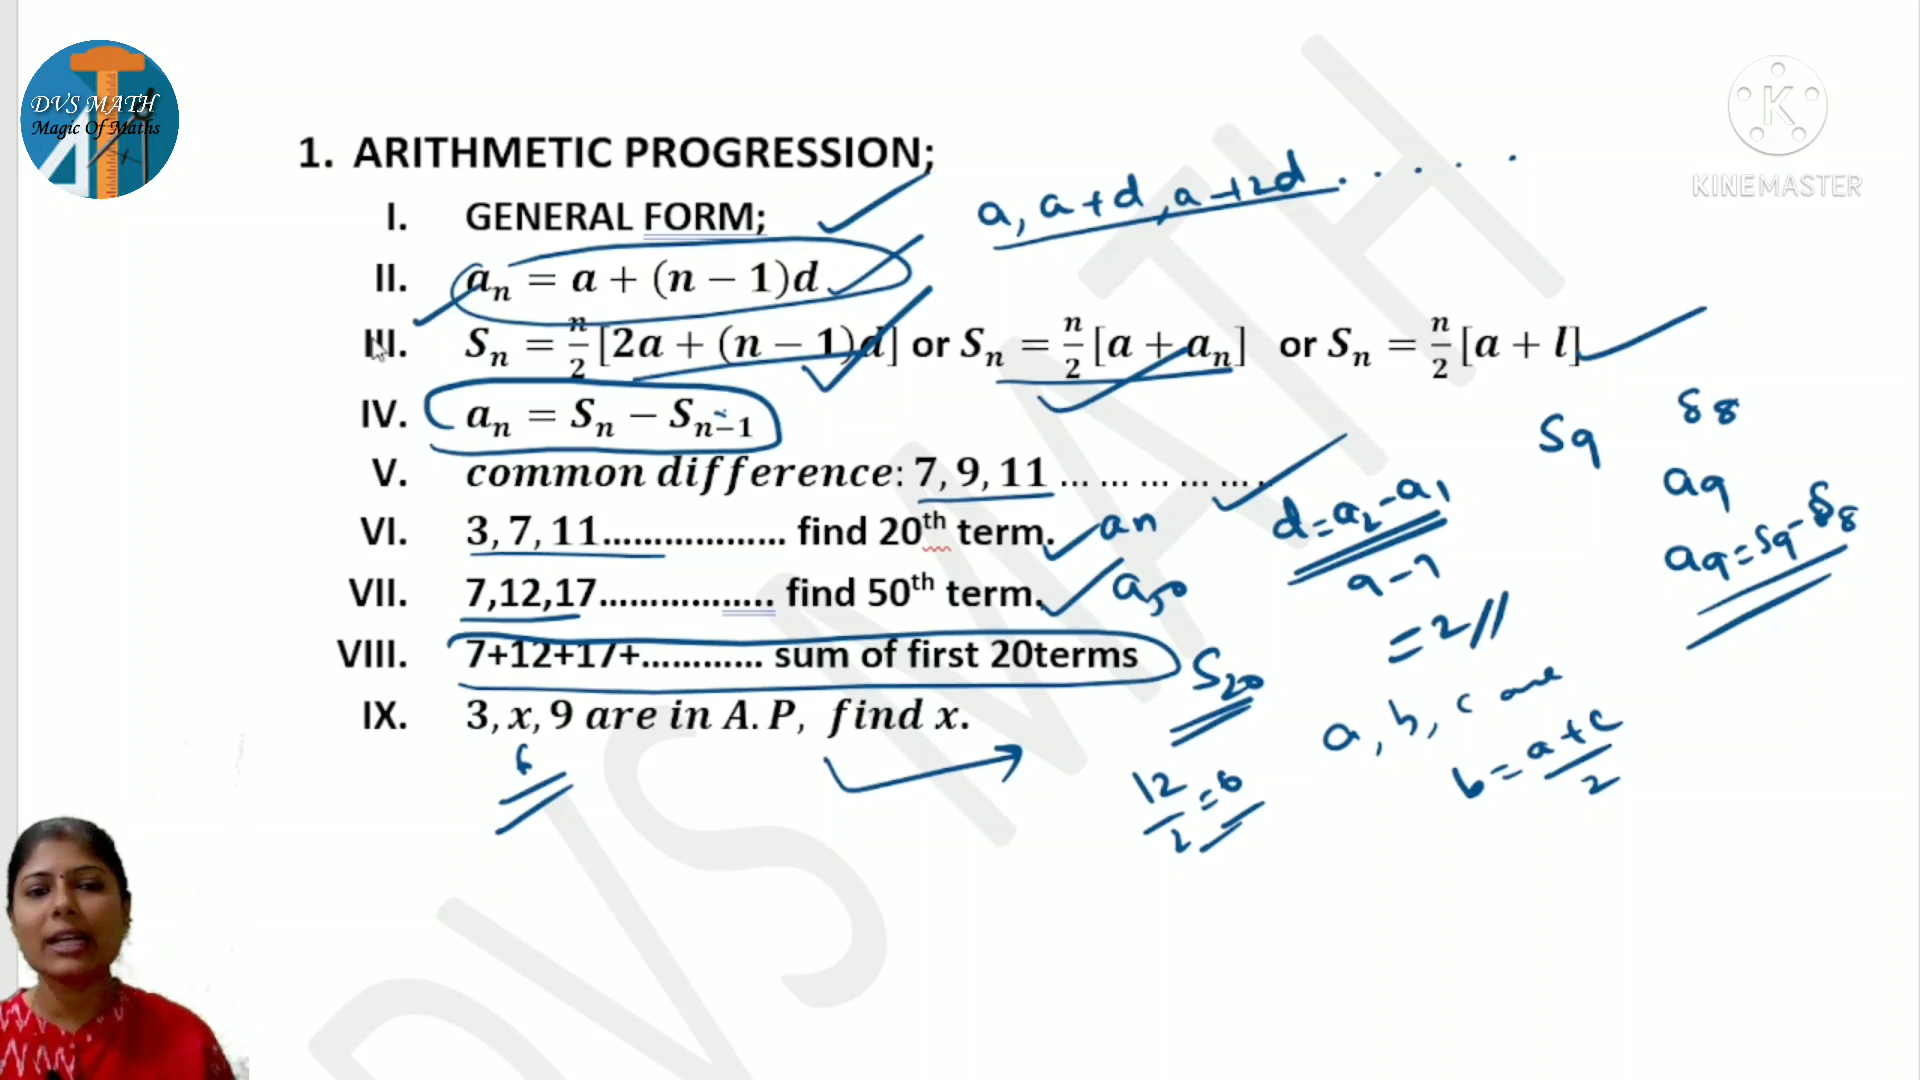 DVS MATH
Magic Of Maths
KINEMASTER
1. ARITHMETIC PROGRESSION;
I. GENERAL FORM;
a, a+d, a+2d . . . . .
II. aₙ = a + (n − 1)d
III. Sₙ = n/2 [2a + (n − 1)d] or Sₙ = n/2 [a + aₙ] or Sₙ = n/2 [a + l]
IV. aₙ = Sₙ − Sₙ₋₁
S9 S8
a9
a9 = S9 - S8
V. common difference: 7, 9, 11 ... ... ... ... ... ..
d = a₂ - a₁
9 - 7
= 2//
VI. 3, 7, 11..................... find 20th term.
an
VII. 7,12,17.................. find 50th term.
a50
VIII. 7+12+17+............ sum of first 20terms
S20
IX. 3, x, 9 are in A.P, find x.
6
12/2 = 6
a, b, c are
b = a+c/2
DVS MATH